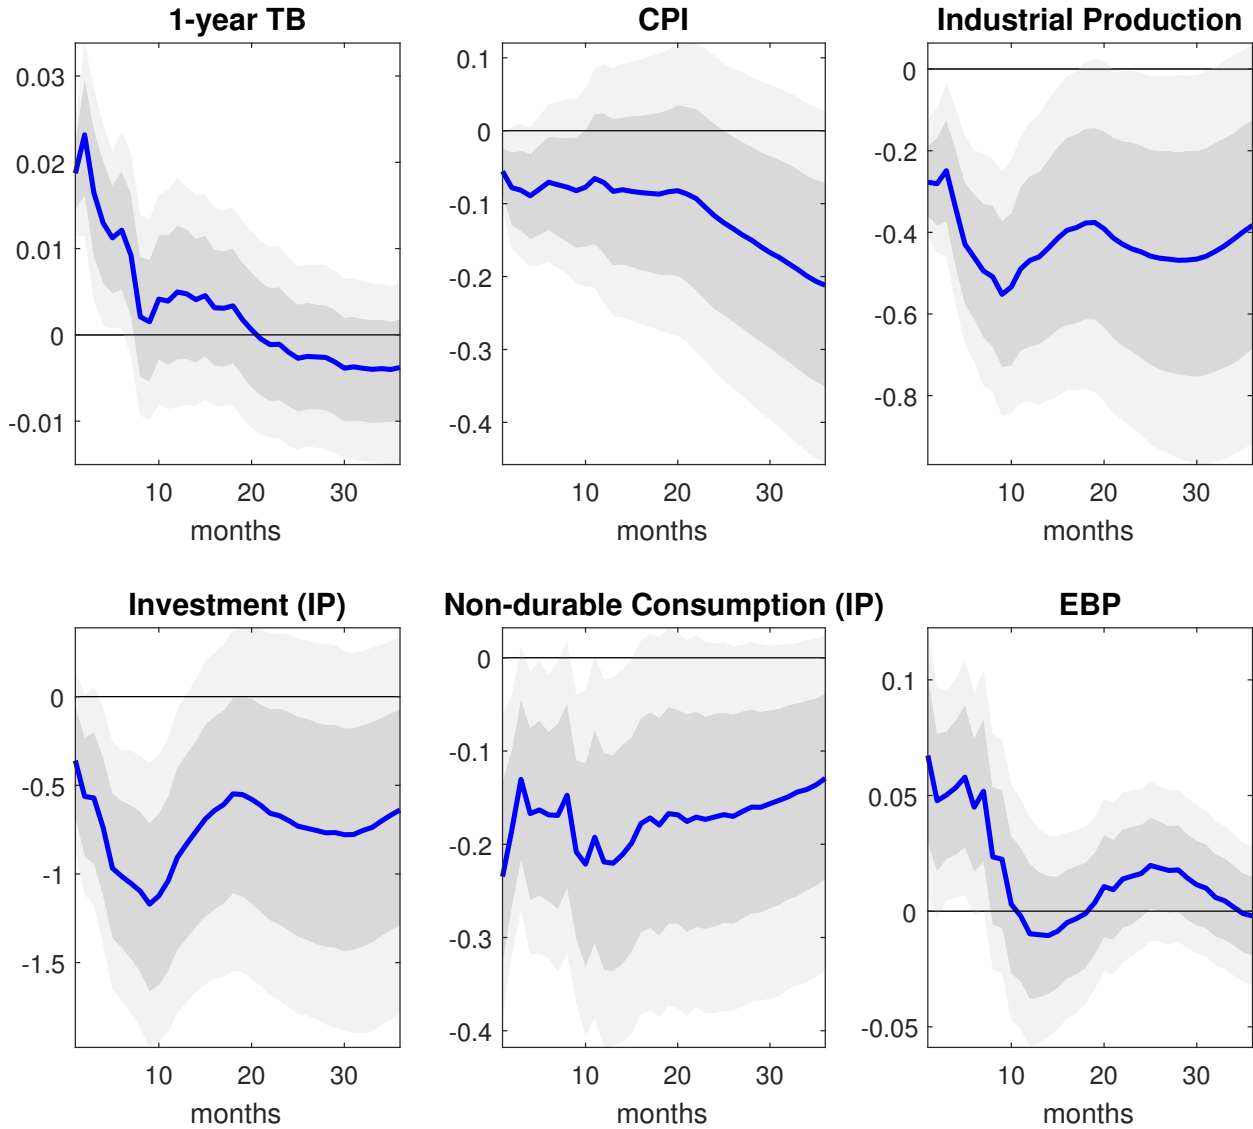 1-year TB
CPI
Industrial Production
0.03
0.02
0.01
0
-0.01
10 20 30
months
0.1
0
-0.1
-0.2
-0.3
-0.4
10 20 30
months
0
-0.2
-0.4
-0.6
-0.8
10 20 30
months
Investment (IP)
Non-durable Consumption (IP)
EBP
0
-0.5
-1
-1.5
10 20 30
months
0
-0.1
-0.2
-0.3
-0.4
10 20 30
months
0.1
0.05
0
-0.05
10 20 30
months